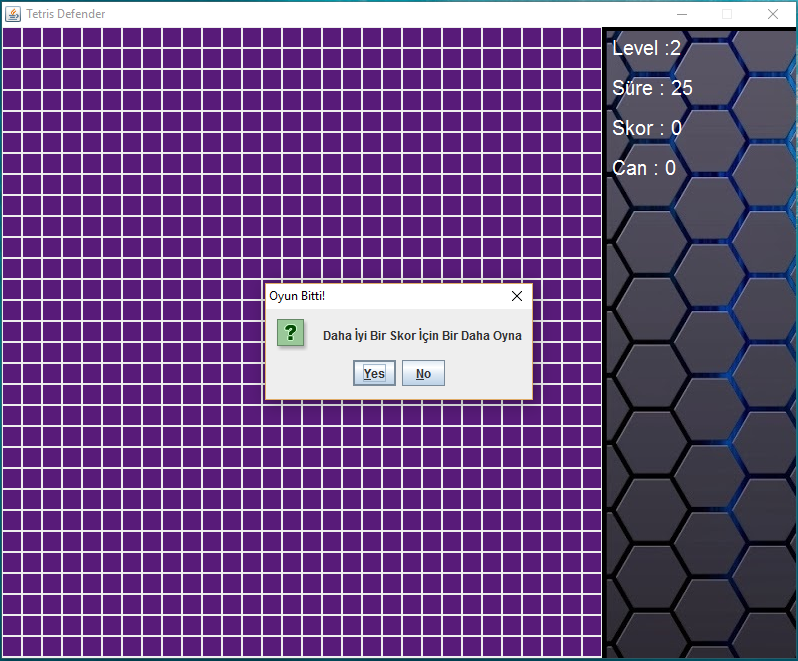 Tetris Defender
Level :2
Süre : 25
Skor : 0
Can : 0
Oyun Bitti!
?
Daha İyi Bir Skor İçin Bir Daha Oyna
Yes No